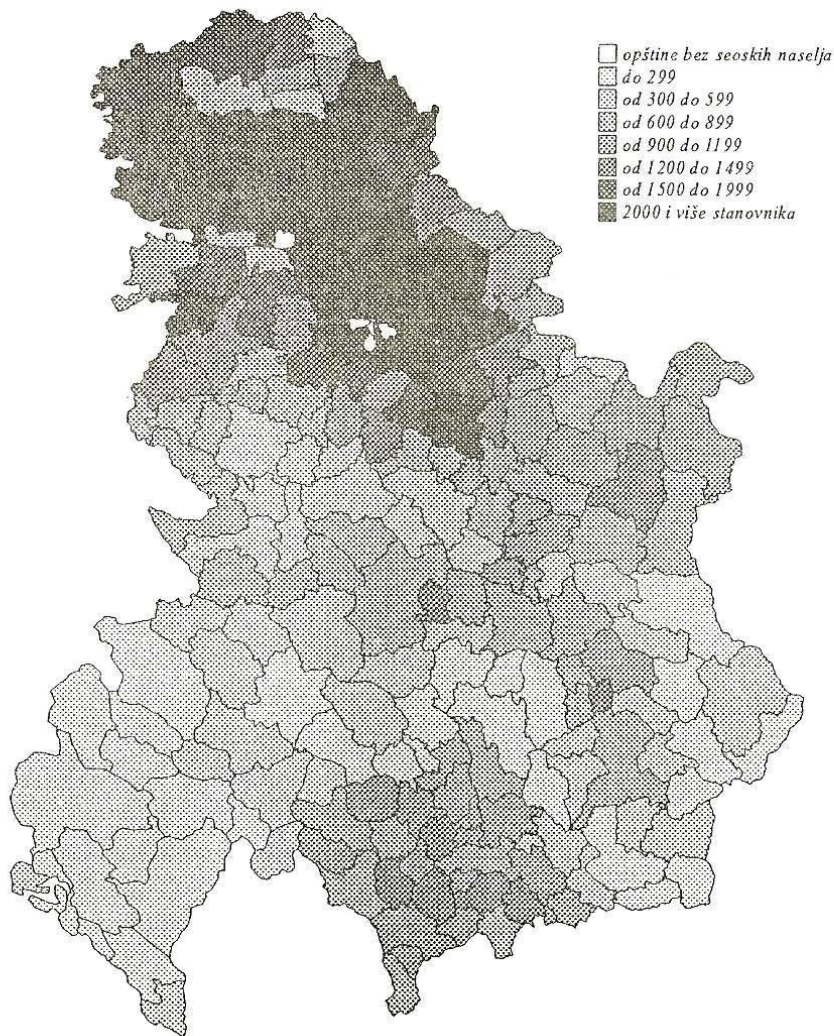 opštine bez seoskih naselja
do 299
od 300 do 599
od 600 do 899
od 900 do 1199
od 1200 do 1499
od 1500 do 1999
2000 i više stanovnika